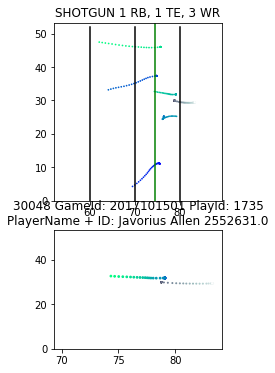 SHOTGUN 1 RB, 1 TE, 3 WR
50
40
30
20
10
0
60 70 80
30048 GameId: 2017101501 PlayId: 1735
PlayerName + ID: Javorius Allen 2552631.0
40
20
0
70 75 80